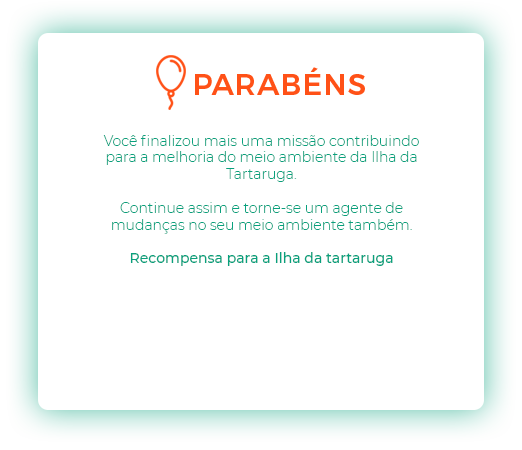 PARABÉNS
Você finalizou mais uma missão contribuindo
para a melhoria do meio ambiente da Ilha da
Tartaruga.
Continue assim e torne-se um agente de
mudanças no seu meio ambiente também.
Recompensa para a Ilha da tartaruga